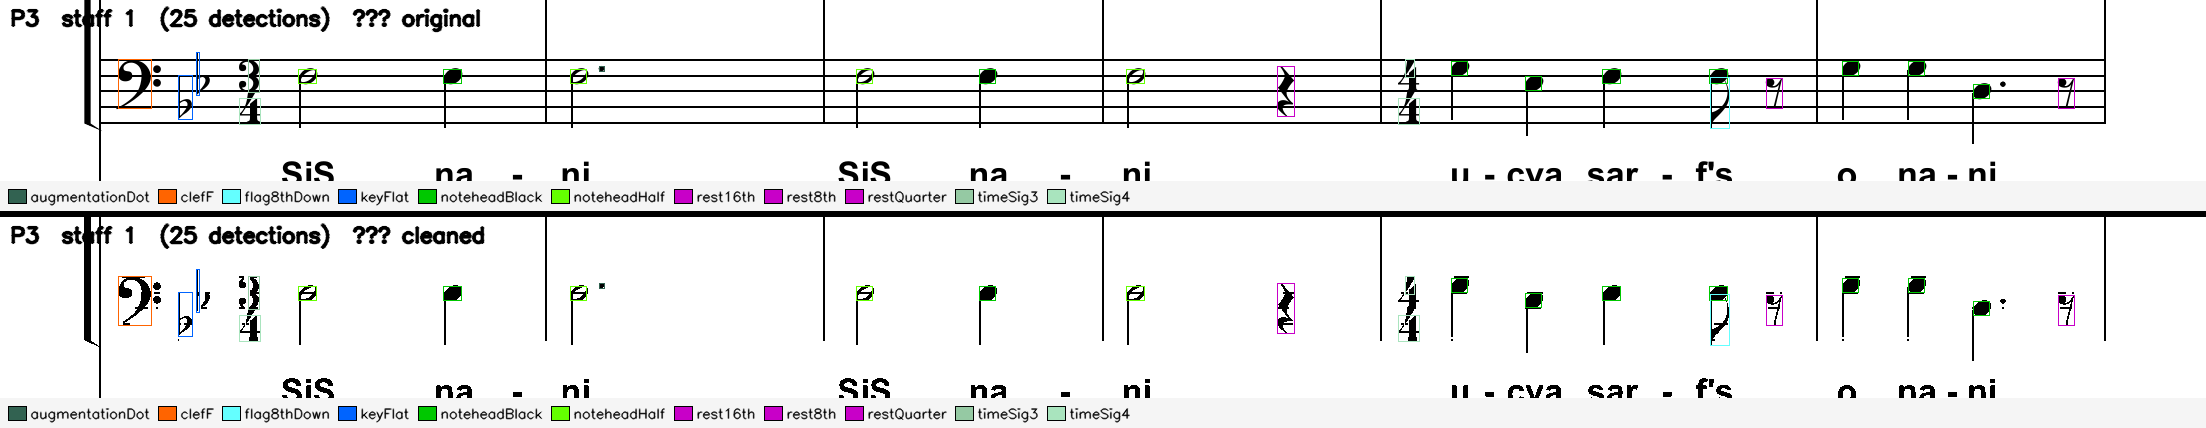 P3 staff 1 (25 detections) ??? original
SiS na - ni SiS na - ni u - cva sar - f's o na - ni
augmentationDot clefF flag8thDown keyFlat noteheadBlack noteheadHalf rest16th rest8th restQuarter timeSig3 timeSig4
P3 staff 1 (25 detections) ??? cleaned
SiS na - ni SiS na - ni u - cva sar - f's o na - ni
augmentationDot clefF flag8thDown keyFlat noteheadBlack noteheadHalf rest16th rest8th restQuarter timeSig3 timeSig4